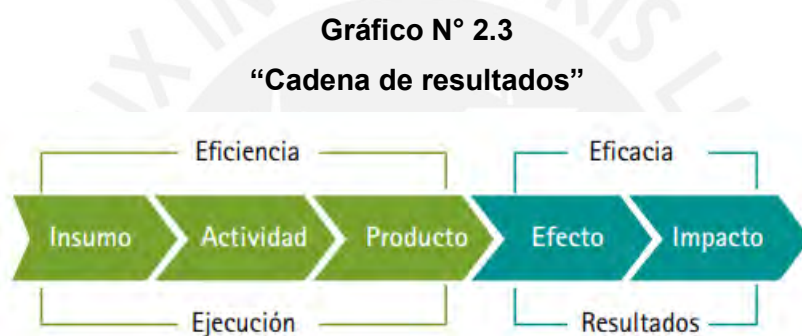 Gráfico N° 2.3
“Cadena de resultados”
Eficiencia Eficacia
Insumo Actividad Producto Efecto Impacto
Ejecución Resultados